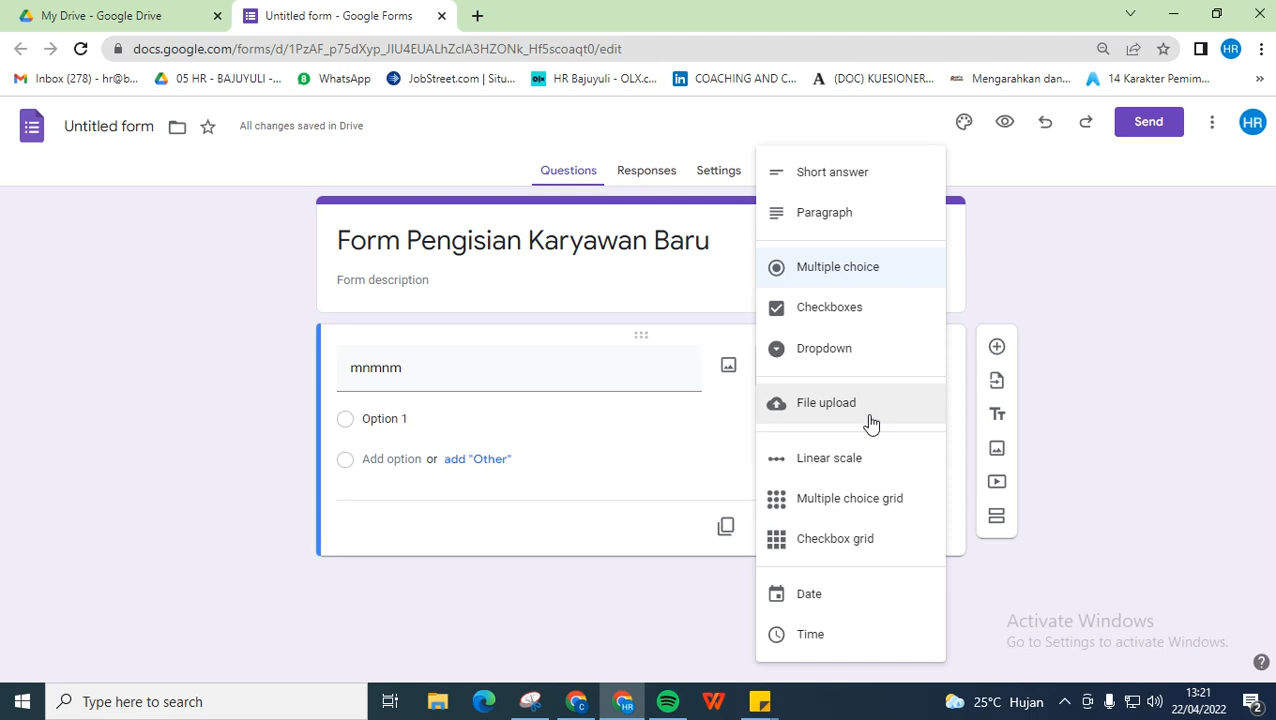 My Drive - Google Drive
Untitled form - Google Forms
docs.google.com/forms/d/1PzAF_p75dXyp_JIU4EUALhZcIA3HZONk_Hf5scoaqt0/edit
HR
Inbox (278) - hr@b...
05 HR - BAJUYULI -...
WhatsApp
JobStreet.com | Situ...
HR Bajuyuli - OLX.c...
COACHING AND C...
(DOC) KUESIONER...
Mengarahkan dan...
14 Karakter Pemim...
Untitled form
All changes saved in Drive
Send
HR
Questions
Responses
Settings
Short answer
Paragraph
Multiple choice
Checkboxes
Dropdown
File upload
Linear scale
Multiple choice grid
Checkbox grid
Date
Time
Form Pengisian Karyawan Baru
Form description
mnmnm
Option 1
Add option or add "Other"
Activate Windows
Go to Settings to activate Windows.
Type here to search
25°C Hujan
13:21
22/04/2022
2